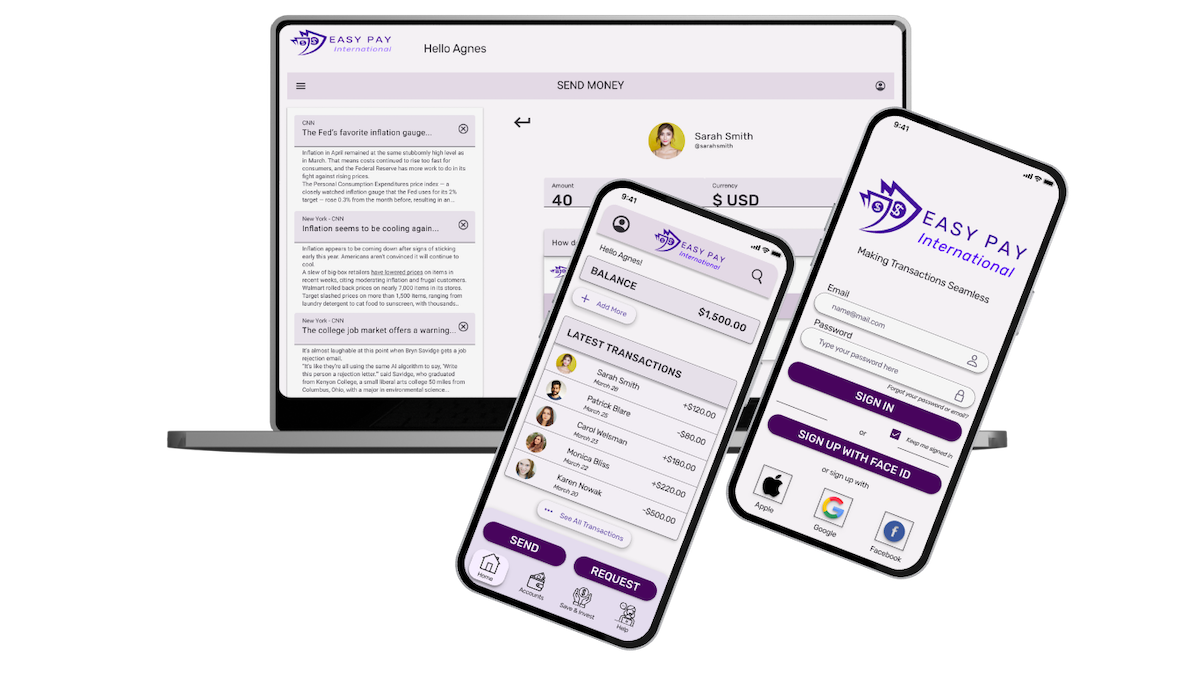 EASY PAY
International
Hello Agnes
SEND MONEY
CNN
The Fed's favorite inflation gauge...
Inflation in April remained at the same stubbornly high level as
in March. That means costs continued to rise too fast for
consumers, and the Federal Reserve has more work to do in its
fight against rising prices.
The Personal Consumption Expenditures price index — a
closely watched inflation gauge that the Fed uses for its 2%
target — rose 0.3% from the month before, resulting in an...
New York - CNN
Inflation seems to be cooling again...
Inflation appears to be coming down after signs of sticking
early this year. Americans aren't convinced it will continue to
cool.
A slew of big-box retailers have lowered prices on items in
recent weeks, citing moderating inflation and frugal customers.
Walmart rolled back prices on nearly 7,000 items in its stores.
Target slashed prices on more than 1,500 items, ranging from
laundry detergent to cat food to sunscreen, with thousands...
New York - CNN
The college job market offers a warning...
It's almost laughable at this point when Bryn Savidge gets a job
rejection email.
"It's like they're all using the same AI algorithm to say, 'Write
this person a rejection letter.'" said Savidge, who graduated
from Kenyon College, a small liberal arts college 50 miles from
Columbus, Ohio, with a major in environmental science...
Sarah Smith
@sarahsmith
Amount
40
Currency
$ USD
How do
9:41
EASY PAY
International
Hello Agnes!
BALANCE
$1,500.00
+ Add More
LATEST TRANSACTIONS
Sarah Smith
March 28
+$120.00
Patrick Blare
March 25
-$80.00
Carol Welsman
March 23
+$180.00
Monica Bliss
March 22
+$220.00
Karen Nowak
March 20
-$500.00
See All Transactions
SEND
REQUEST
Home
Accounts
Save & Invest
Help
9:41
EASY PAY
International
Making Transactions Seamless
Email
name@mail.com
Password
Type your password here
Forgot your password or email?
SIGN IN
or
Keep me signed in
SIGN UP WITH FACE ID
or sign up with
Apple
Google
Facebook